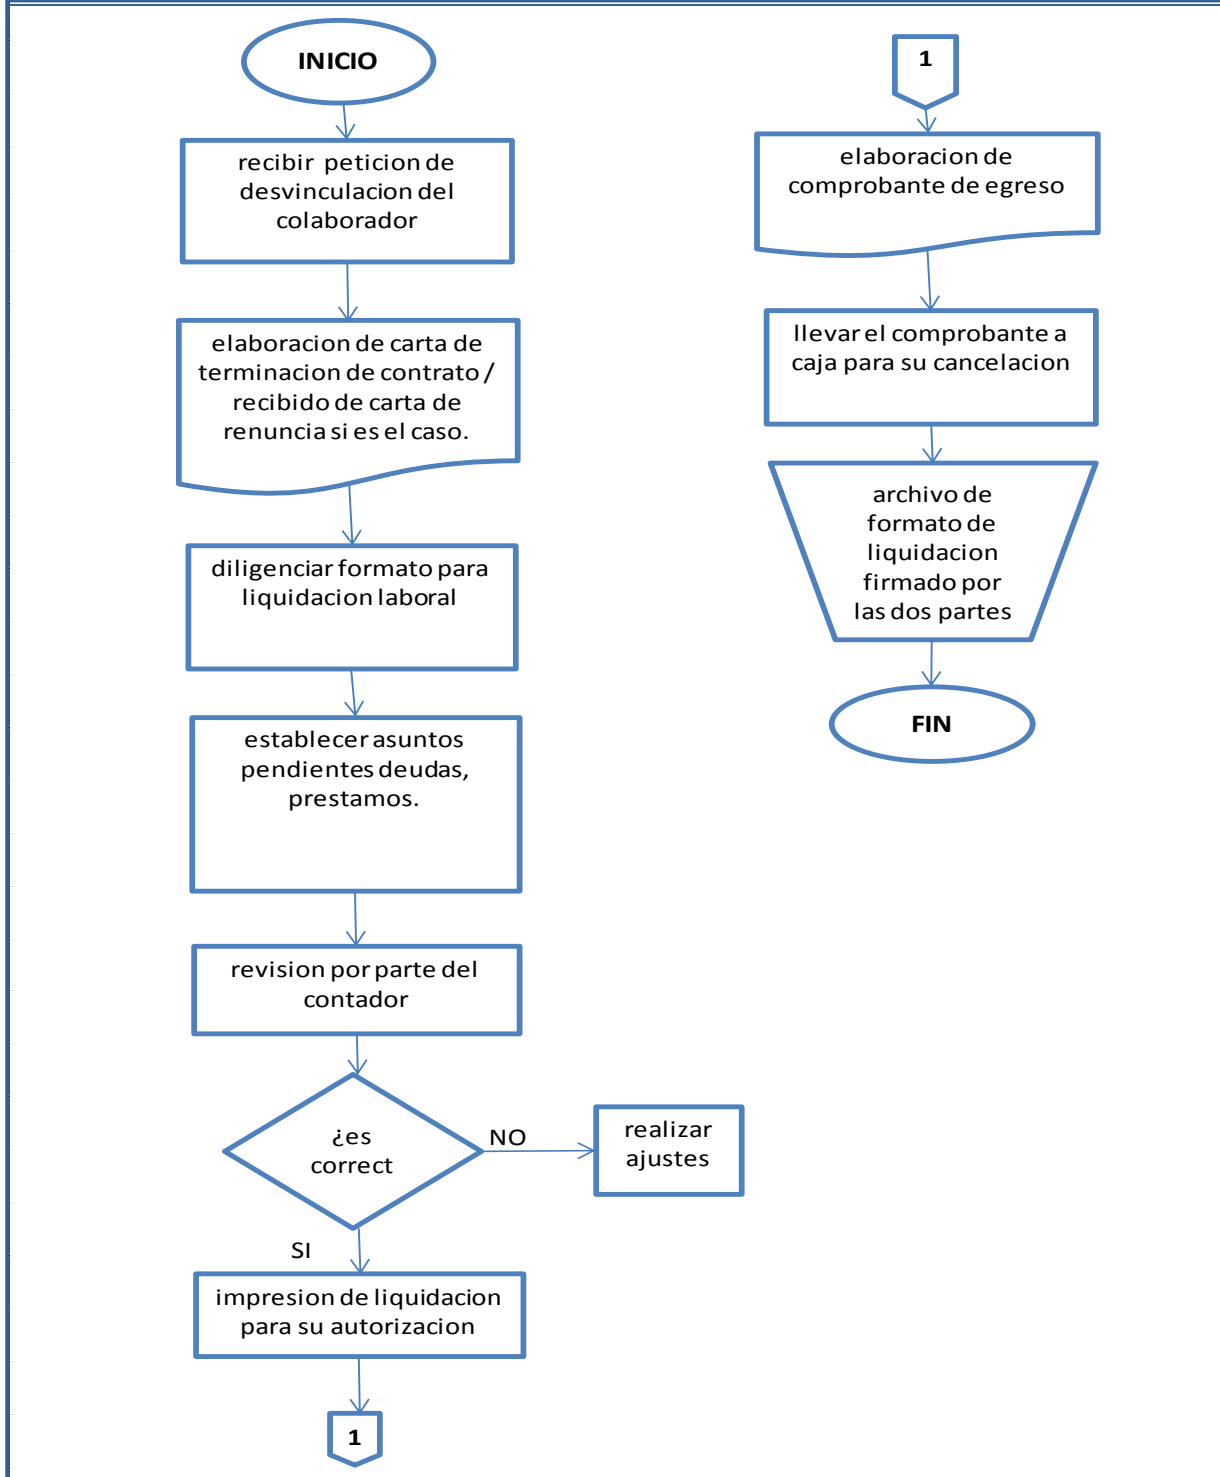 INICIO
recibir peticion de
desvinculacion del
colaborador
elaboracion de carta de
terminacion de contrato /
recibido de carta de
renuncia si es el caso.
diligenciar formato para
liquidacion laboral
establecer asuntos
pendientes deudas,
prestamos.
revision por parte del
contador
¿es
correct
NO
realizar
ajustes
SI
impresion de liquidacion
para su autorizacion
1
1
elaboracion de
comprobante de egreso
llevar el comprobante a
caja para su cancelacion
archivo de
formato de
liquidacion
firmado por
las dos partes
FIN